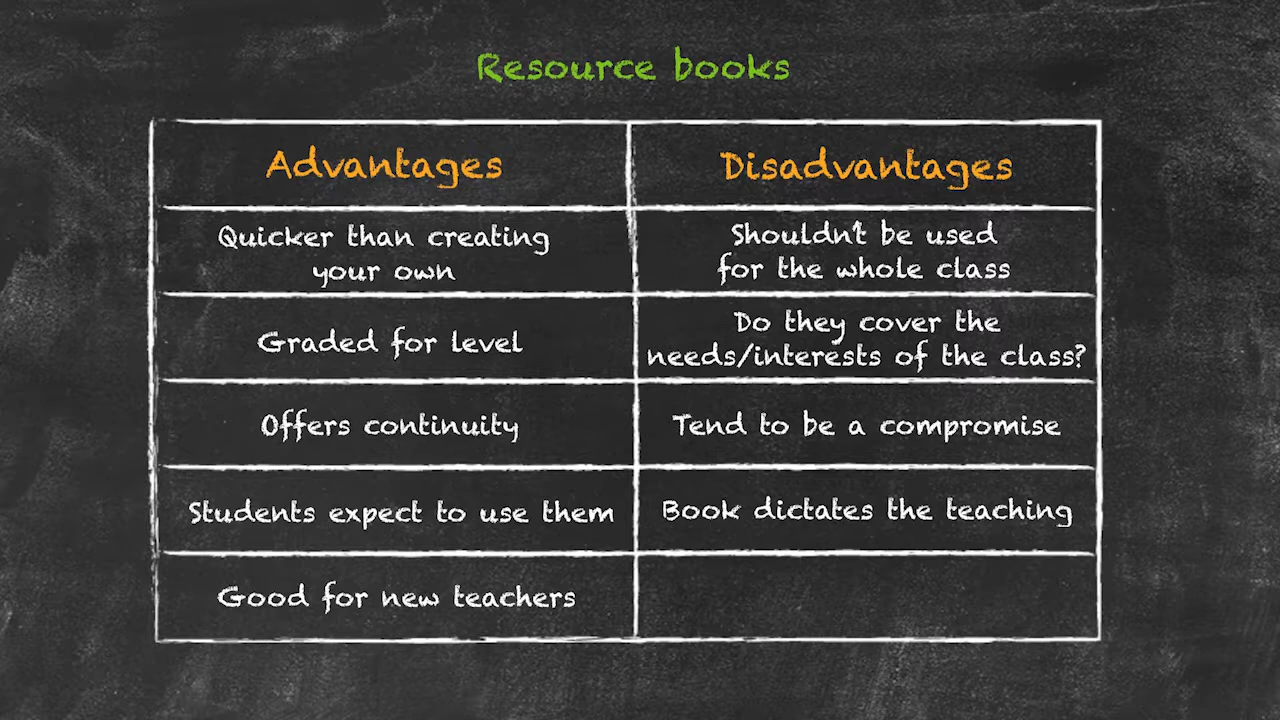 Resource books
Advantages
Disadvantages
Quicker than creating
your own
Shouldn't be used
for the whole class
Graded for level
Do they cover the
needs/interests of the class?
Offers continuity
Tend to be a compromise
Students expect to use them
Book dictates the teaching
Good for new teachers